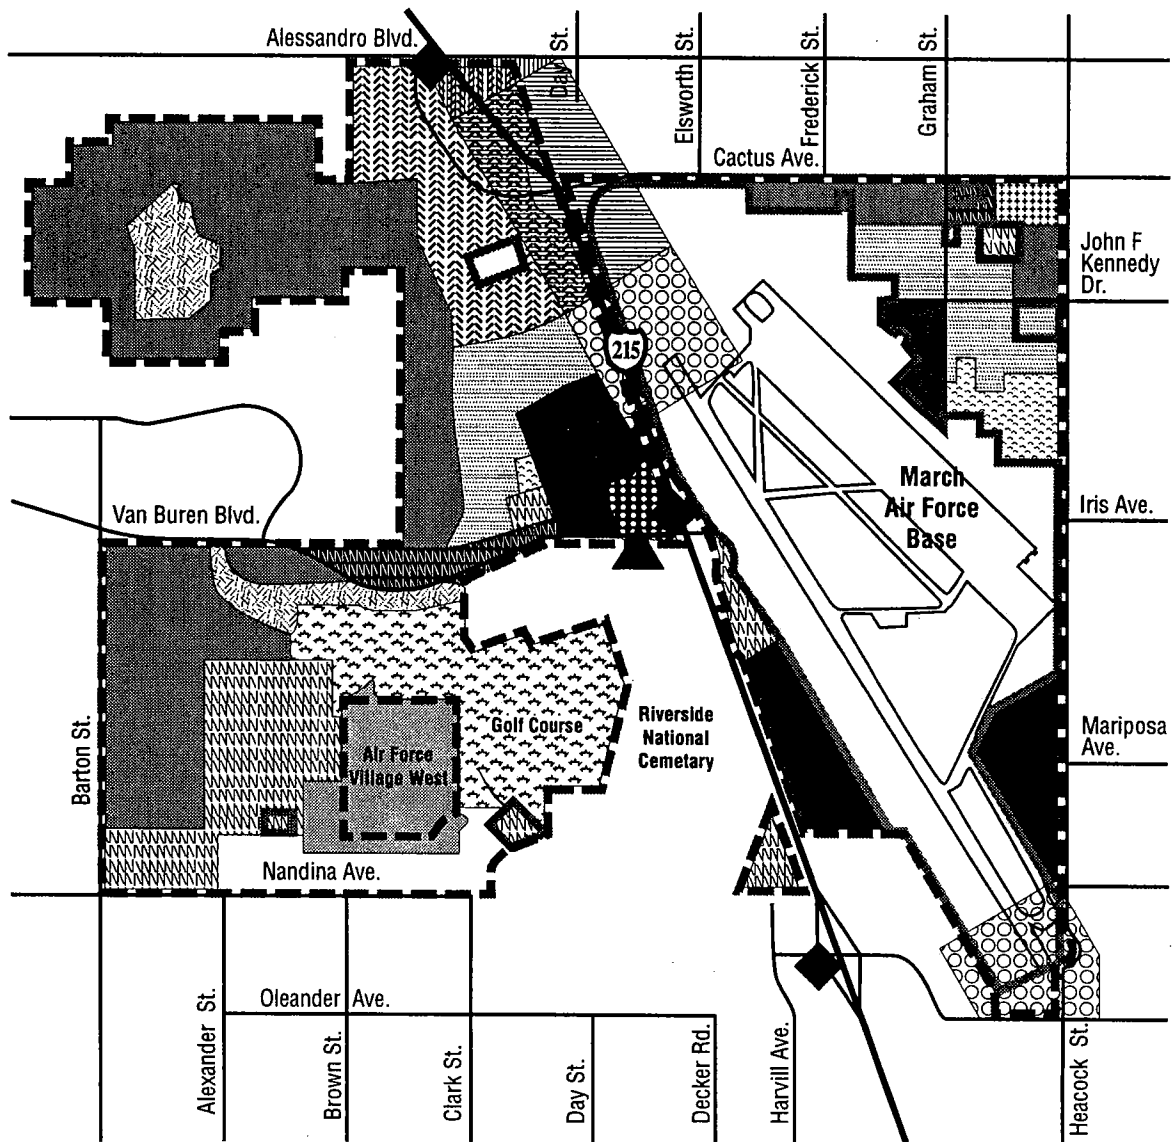 Alessandro Blvd.
Day St.
Elsworth St.
Frederick St.
Graham St.
Cactus Ave.
John F
Kennedy
Dr.
215
March
Air Force
Base
Iris Ave.
Van Buren Blvd.
Barton St.
Golf Course
Riverside
National
Cemetary
Air Force
Village West
Mariposa
Ave.
Nandina Ave.
Oleander Ave.
Alexander St.
Brown St.
Clark St.
Day St.
Decker Rd.
Harvill Ave.
Heacock St.